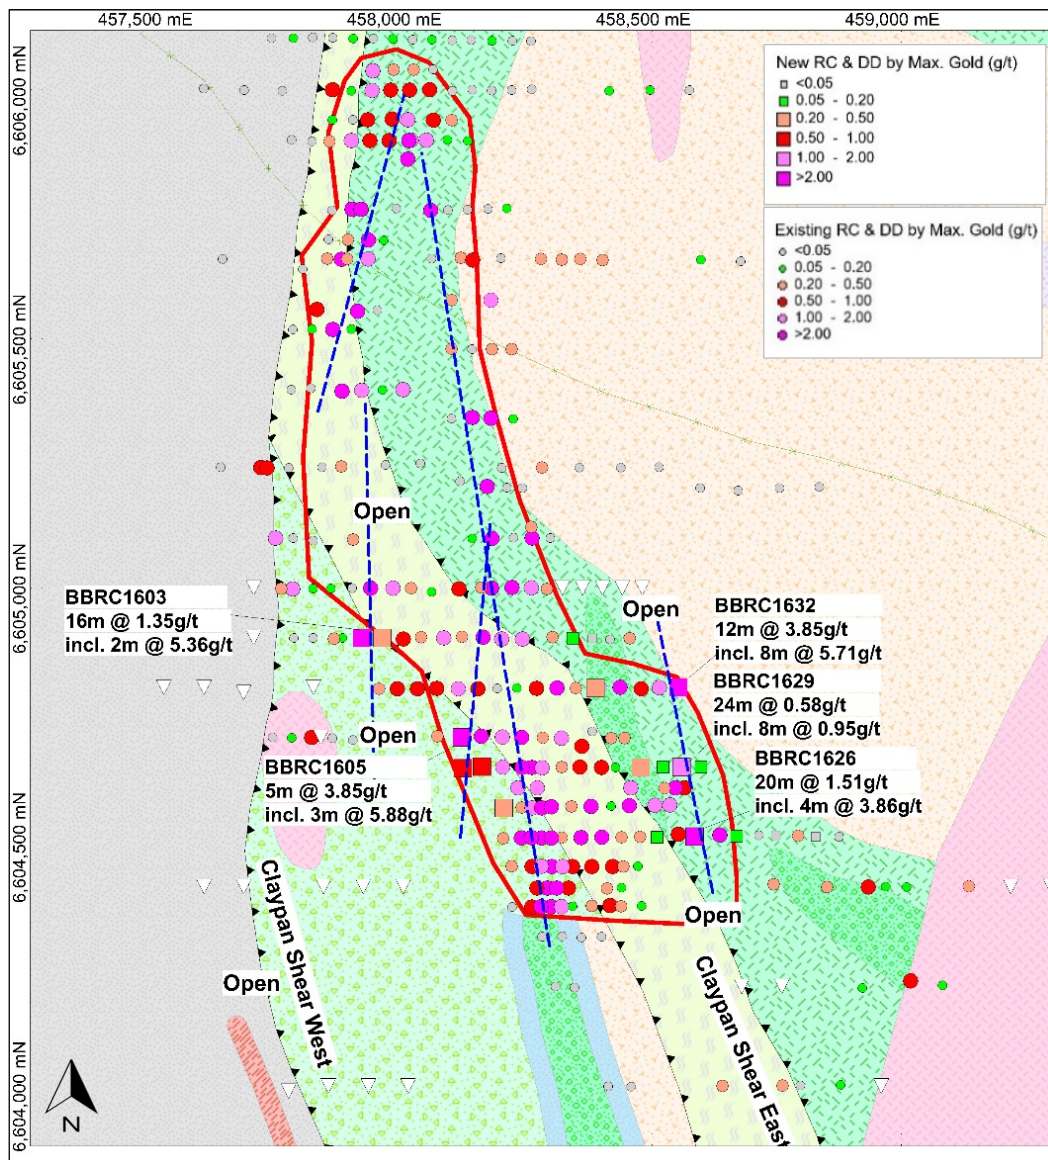 457,500 mE
458,000 mE
458,500 mE
459,000 mE
6,606,000 mN
6,605,500 mN
6,605,000 mN
6,604,500 mN
6,604,000 mN
New RC & DD by Max. Gold (g/t)
<0.05
0.05 - 0.20
0.20 - 0.50
0.50 - 1.00
1.00 - 2.00
>2.00
Existing RC & DD by Max. Gold (g/t)
<0.05
0.05 - 0.20
0.20 - 0.50
0.50 - 1.00
1.00 - 2.00
>2.00
Open
BBRC1603
16m @ 1.35g/t
incl. 2m @ 5.36g/t
Open
BBRC1632
12m @ 3.85g/t
incl. 8m @ 5.71g/t
BBRC1629
24m @ 0.58g/t
incl. 8m @ 0.95g/t
Open
BBRC1605
5m @ 3.85g/t
incl. 3m @ 5.88g/t
BBRC1626
20m @ 1.51g/t
incl. 4m @ 3.86g/t
Open
Open
Claypan Shear West
Claypan Shear East
N